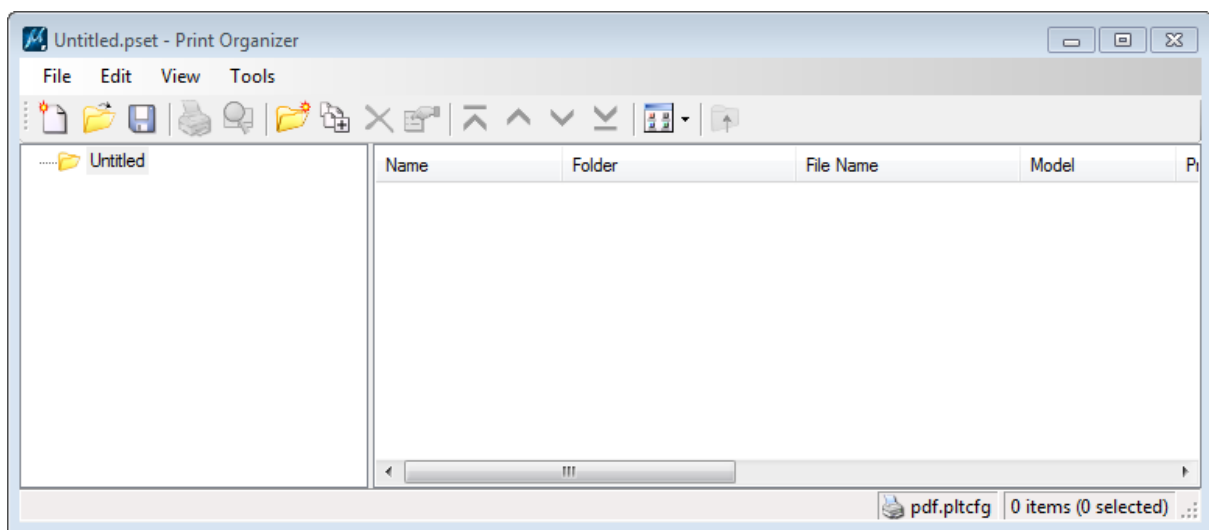 Untitled.pset - Print Organizer
File Edit View Tools
Untitled
Name Folder File Name Model
pdf.pltcfg 0 items (0 selected)